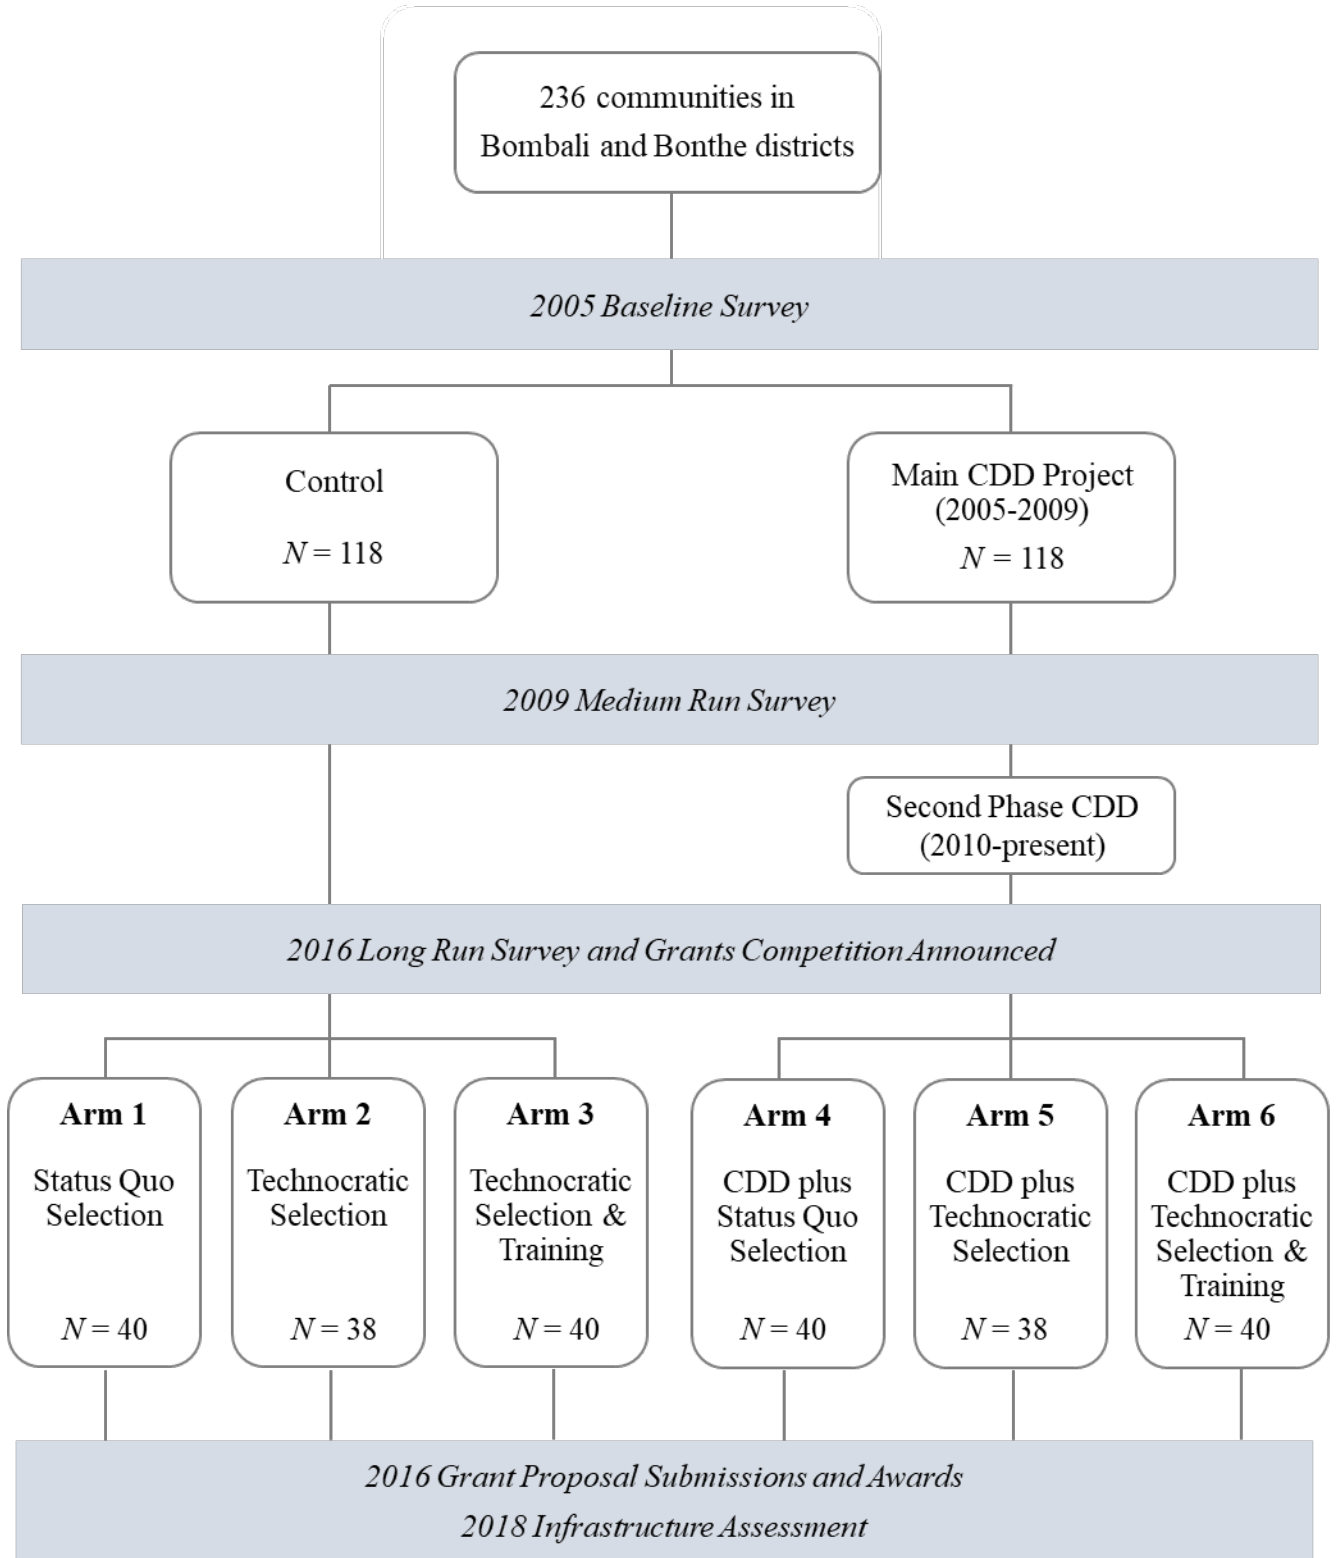 236 communities in
Bombali and Bonthe districts
2005 Baseline Survey
Control
N = 118
Main CDD Project
(2005-2009)
N = 118
2009 Medium Run Survey
Second Phase CDD
(2010-present)
2016 Long Run Survey and Grants Competition Announced
Arm 1
Status Quo
Selection
N = 40
Arm 2
Technocratic
Selection
N = 38
Arm 3
Technocratic
Selection &
Training
N = 40
Arm 4
CDD plus
Status Quo
Selection
N = 40
Arm 5
CDD plus
Technocratic
Selection
N = 38
Arm 6
CDD plus
Technocratic
Selection &
Training
N = 40
2016 Grant Proposal Submissions and Awards
2018 Infrastructure Assessment